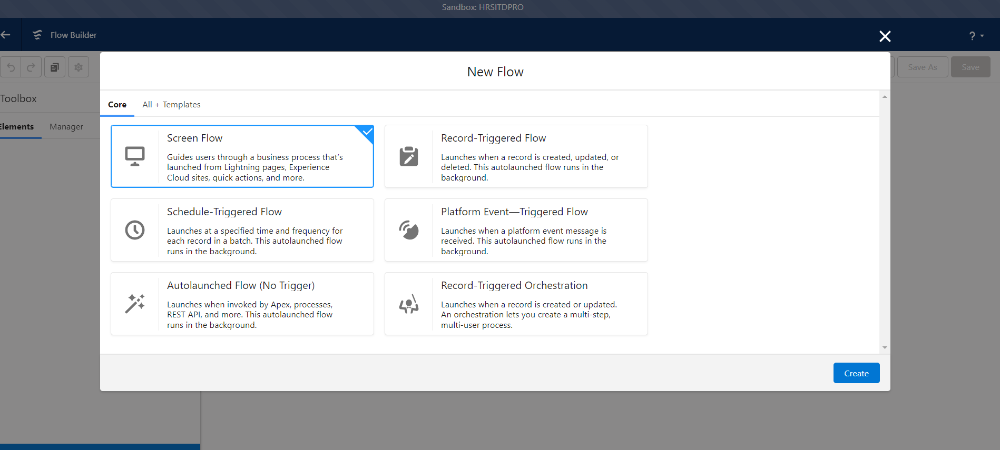 Sandbox: HRSITDPRO
Flow Builder
?
Save As
Save
New Flow
Toolbox
Core
All + Templates
Elements
Manager
Screen Flow
Guides users through a business process that's
launched from Lightning pages, Experience
Cloud sites, quick actions, and more.
Record-Triggered Flow
Launches when a record is created, updated, or
deleted. This autolaunched flow runs in the
background.
Schedule-Triggered Flow
Launches at a specified time and frequency for
each record in a batch. This autolaunched flow
runs in the background.
Platform Event—Triggered Flow
Launches when a platform event message is
received. This autolaunched flow runs in the
background.
Autolaunched Flow (No Trigger)
Launches when invoked by Apex, processes,
REST API, and more. This autolaunched flow
runs in the background.
Record-Triggered Orchestration
Launches when a record is created or updated.
An orchestration lets you create a multi-step,
multi-user process.
Create